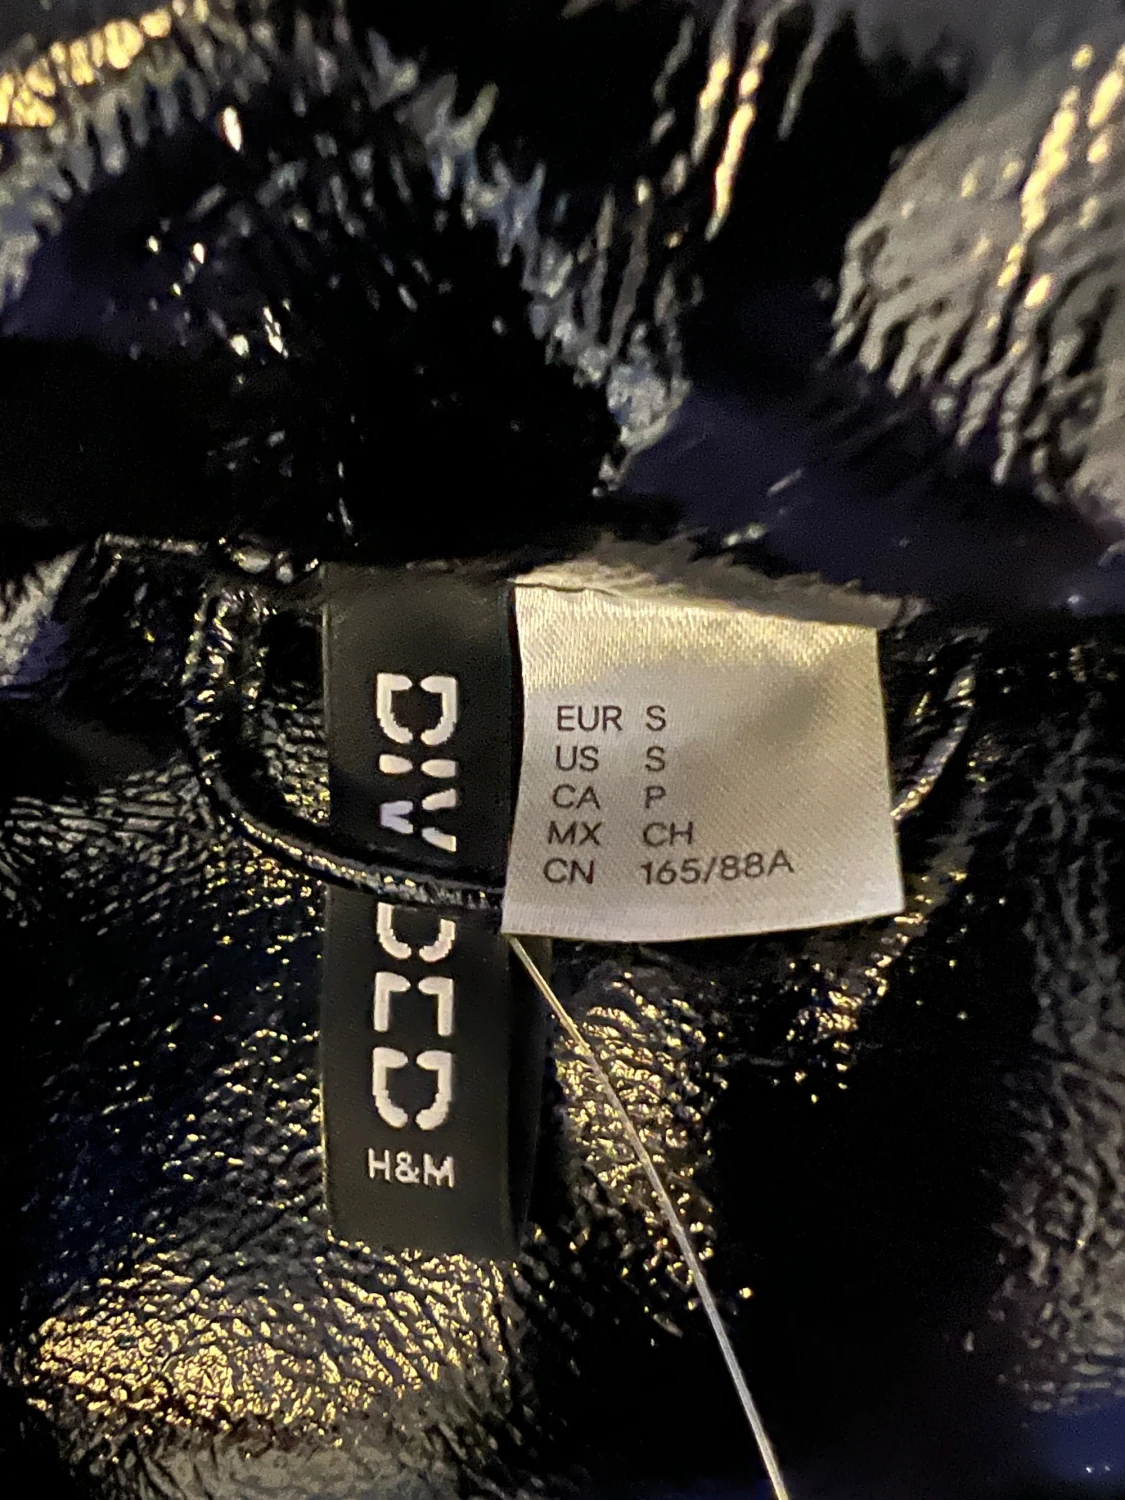 DIVIDED
H&M
EUR S
US S
CA P
MX CH
CN 165/88A